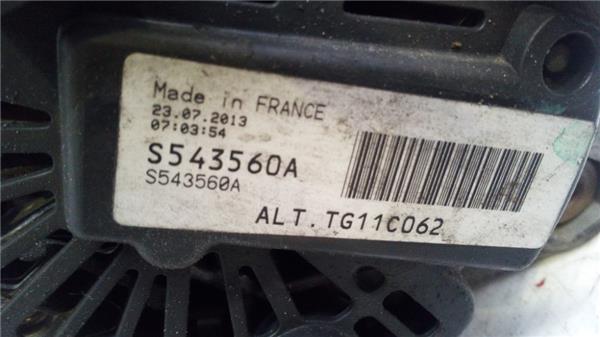 Made in FRANCE
23.07.2013
07:03:54
S543560A
S543560A
ALT.TG11C062